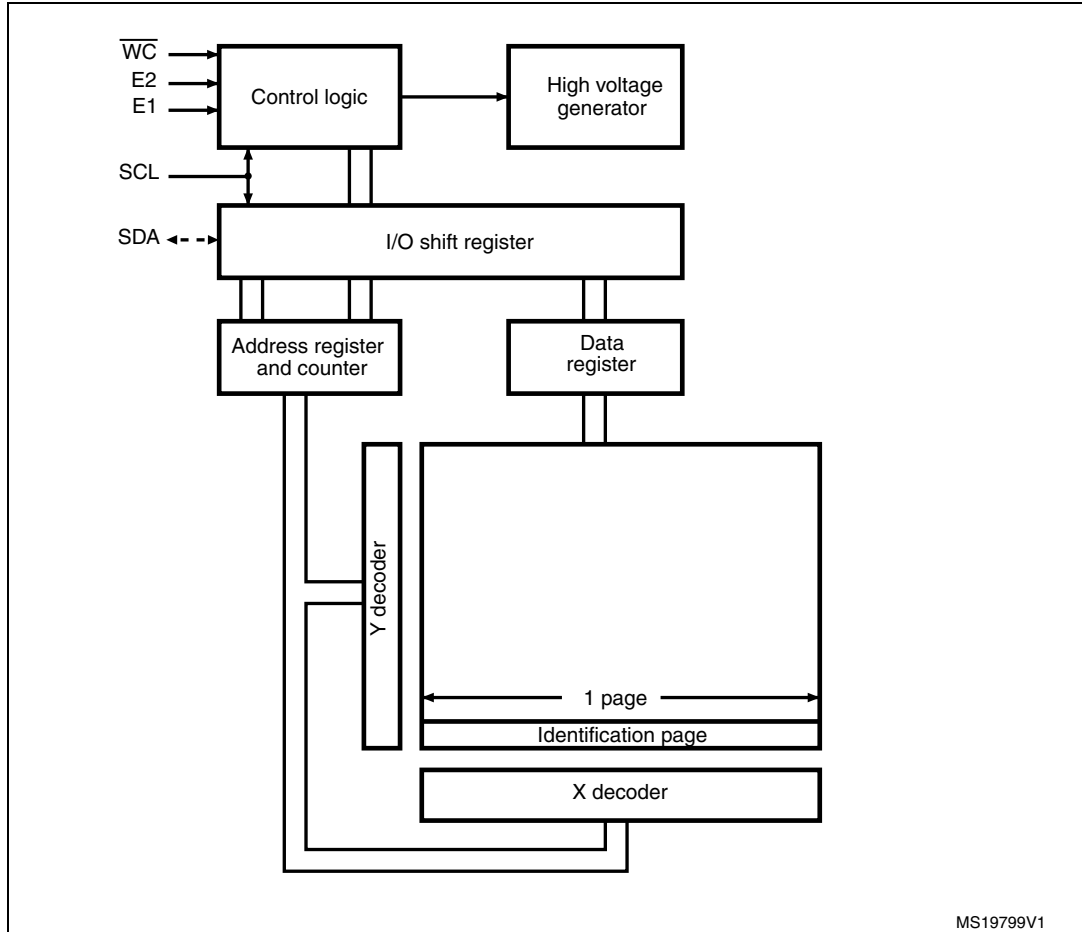 W̅C̅
E2
E1
Control logic
High voltage
generator
SCL
SDA
I/O shift register
Address register
and counter
Data
register
Y decoder
1 page
Identification page
X decoder
MS19799V1